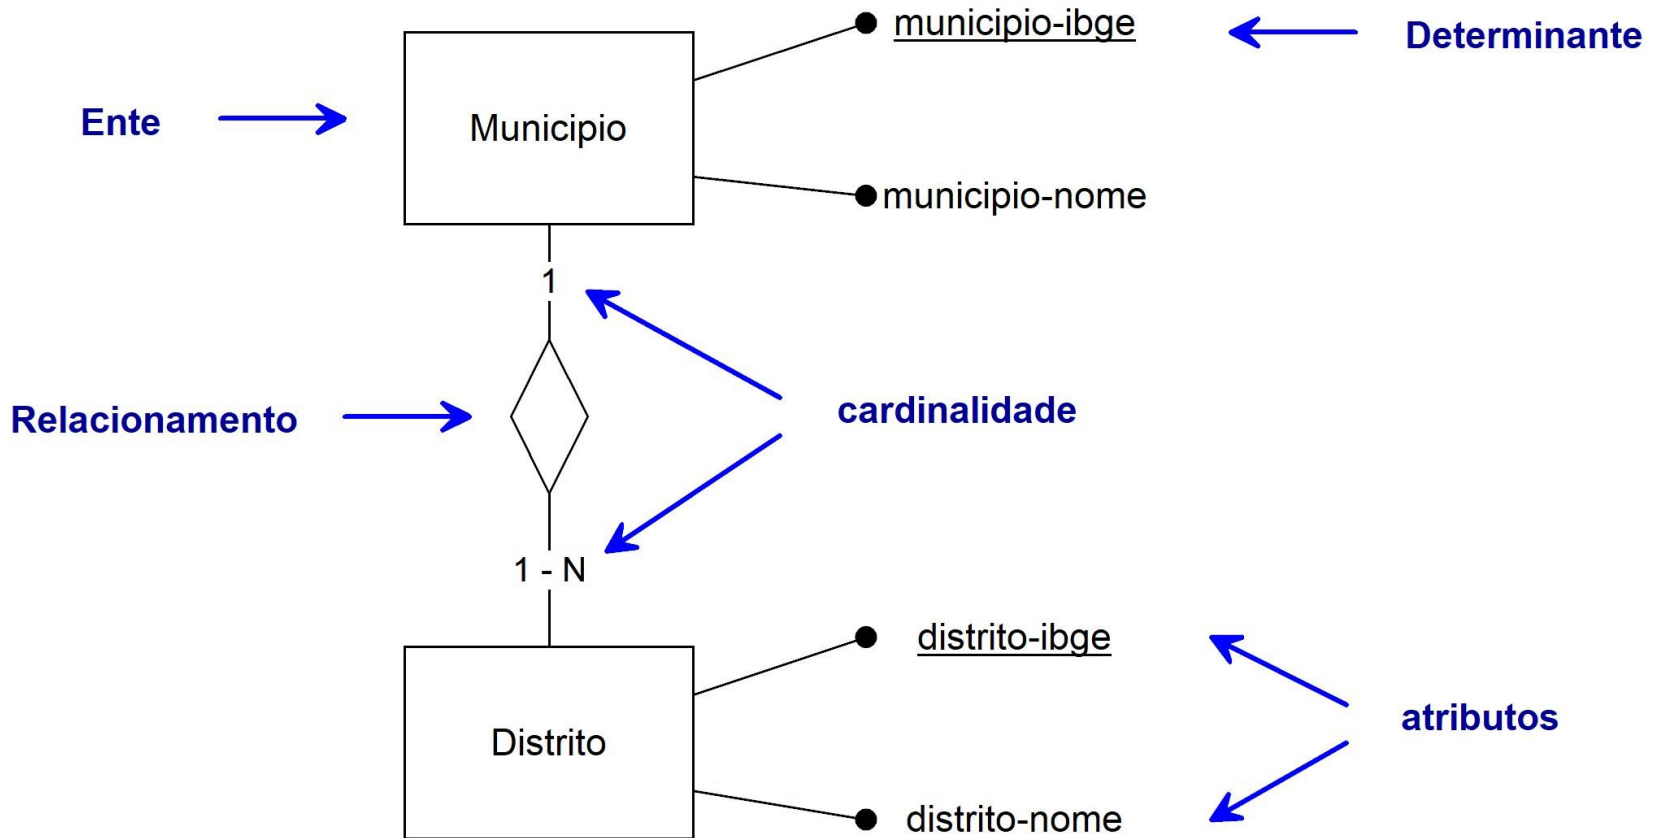 municipio-ibge
Determinante
Ente
Municipio
municipio-nome
1
Relacionamento
cardinalidade
1 - N
distrito-ibge
atributos
Distrito
distrito-nome